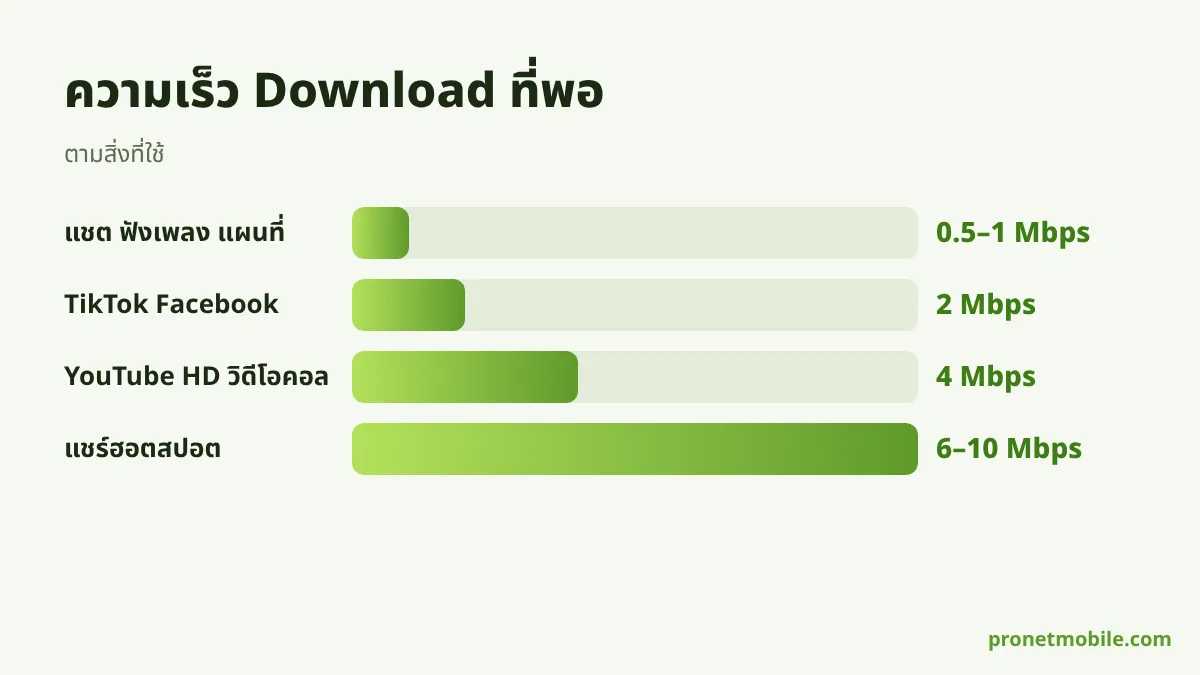 ความเร็ว Download ที่พอ
ตามสิ่งที่ใช้
แชต ฟังเพลง แผนที่ 0.5–1 Mbps
TikTok Facebook 2 Mbps
YouTube HD วิดีโอคอล 4 Mbps
แชร์ฮอตสปอต 6–10 Mbps
pronetmobile.com